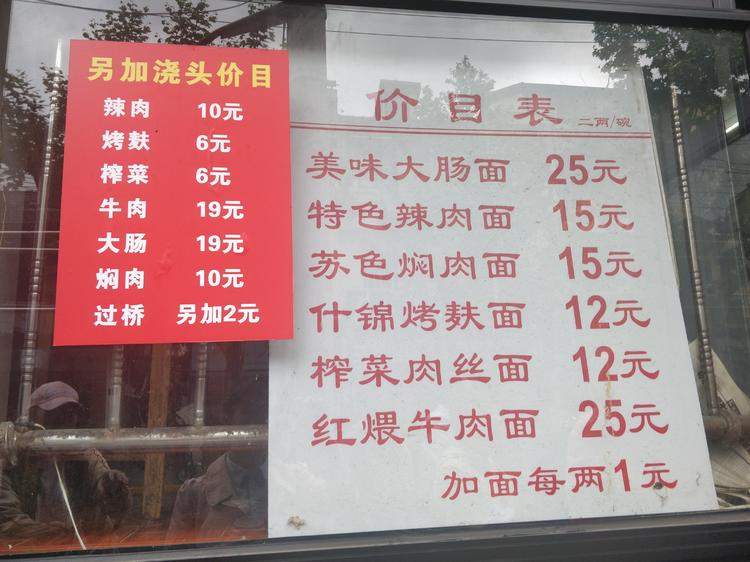 另加浇头价目
辣肉 10元
烤麸 6元
榨菜 6元
牛肉 19元
大肠 19元
焖肉 10元
过桥 另加2元
价目表 二两/碗
美味大肠面 25元
特色辣肉面 15元
苏色焖肉面 15元
什锦烤麸面 12元
榨菜肉丝面 12元
红煨牛肉面 25元
加面每两1元